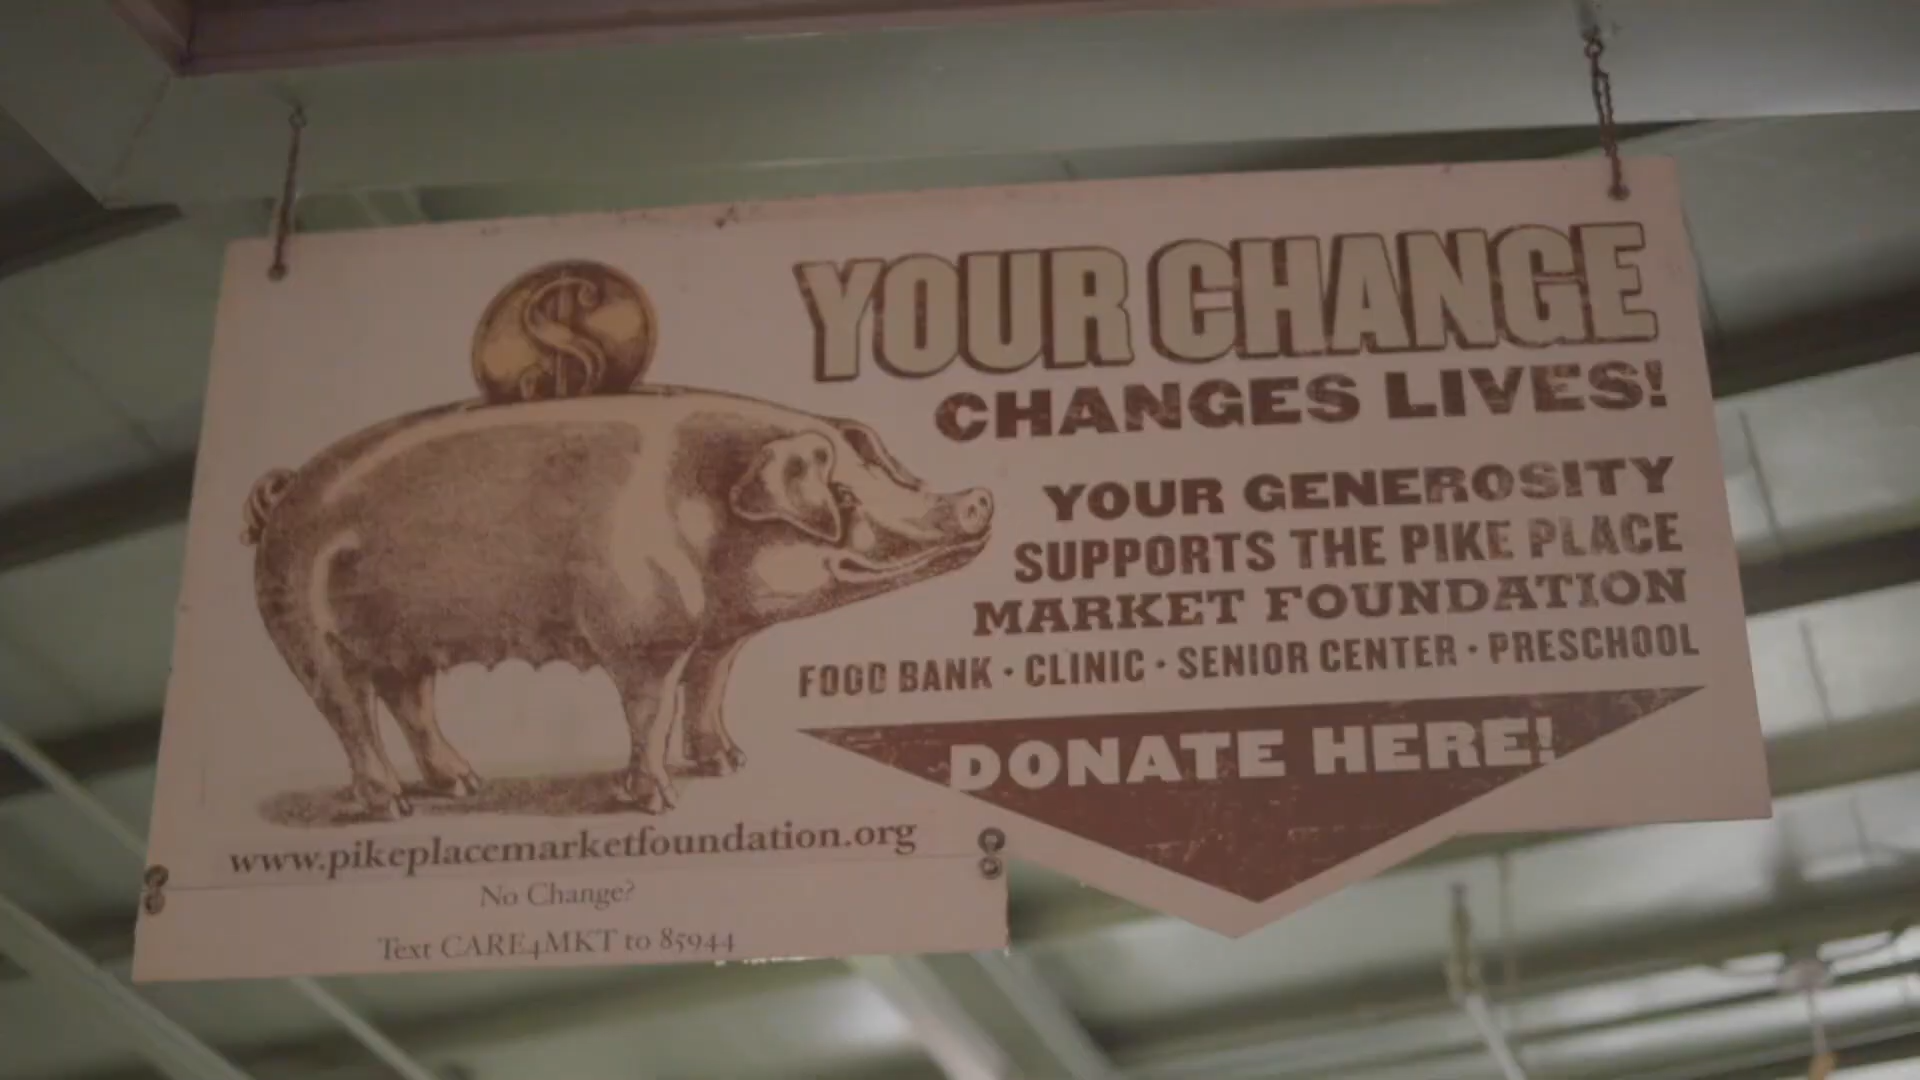 $
YOUR CHANGE
CHANGES LIVES!
YOUR GENEROSITY
SUPPORTS THE PIKE PLACE
MARKET FOUNDATION
FOOD BANK · CLINIC · SENIOR CENTER · PRESCHOOL
DONATE HERE!
www.pikeplacemarketfoundation.org
No Change?
Text CARE4MKT to 85944